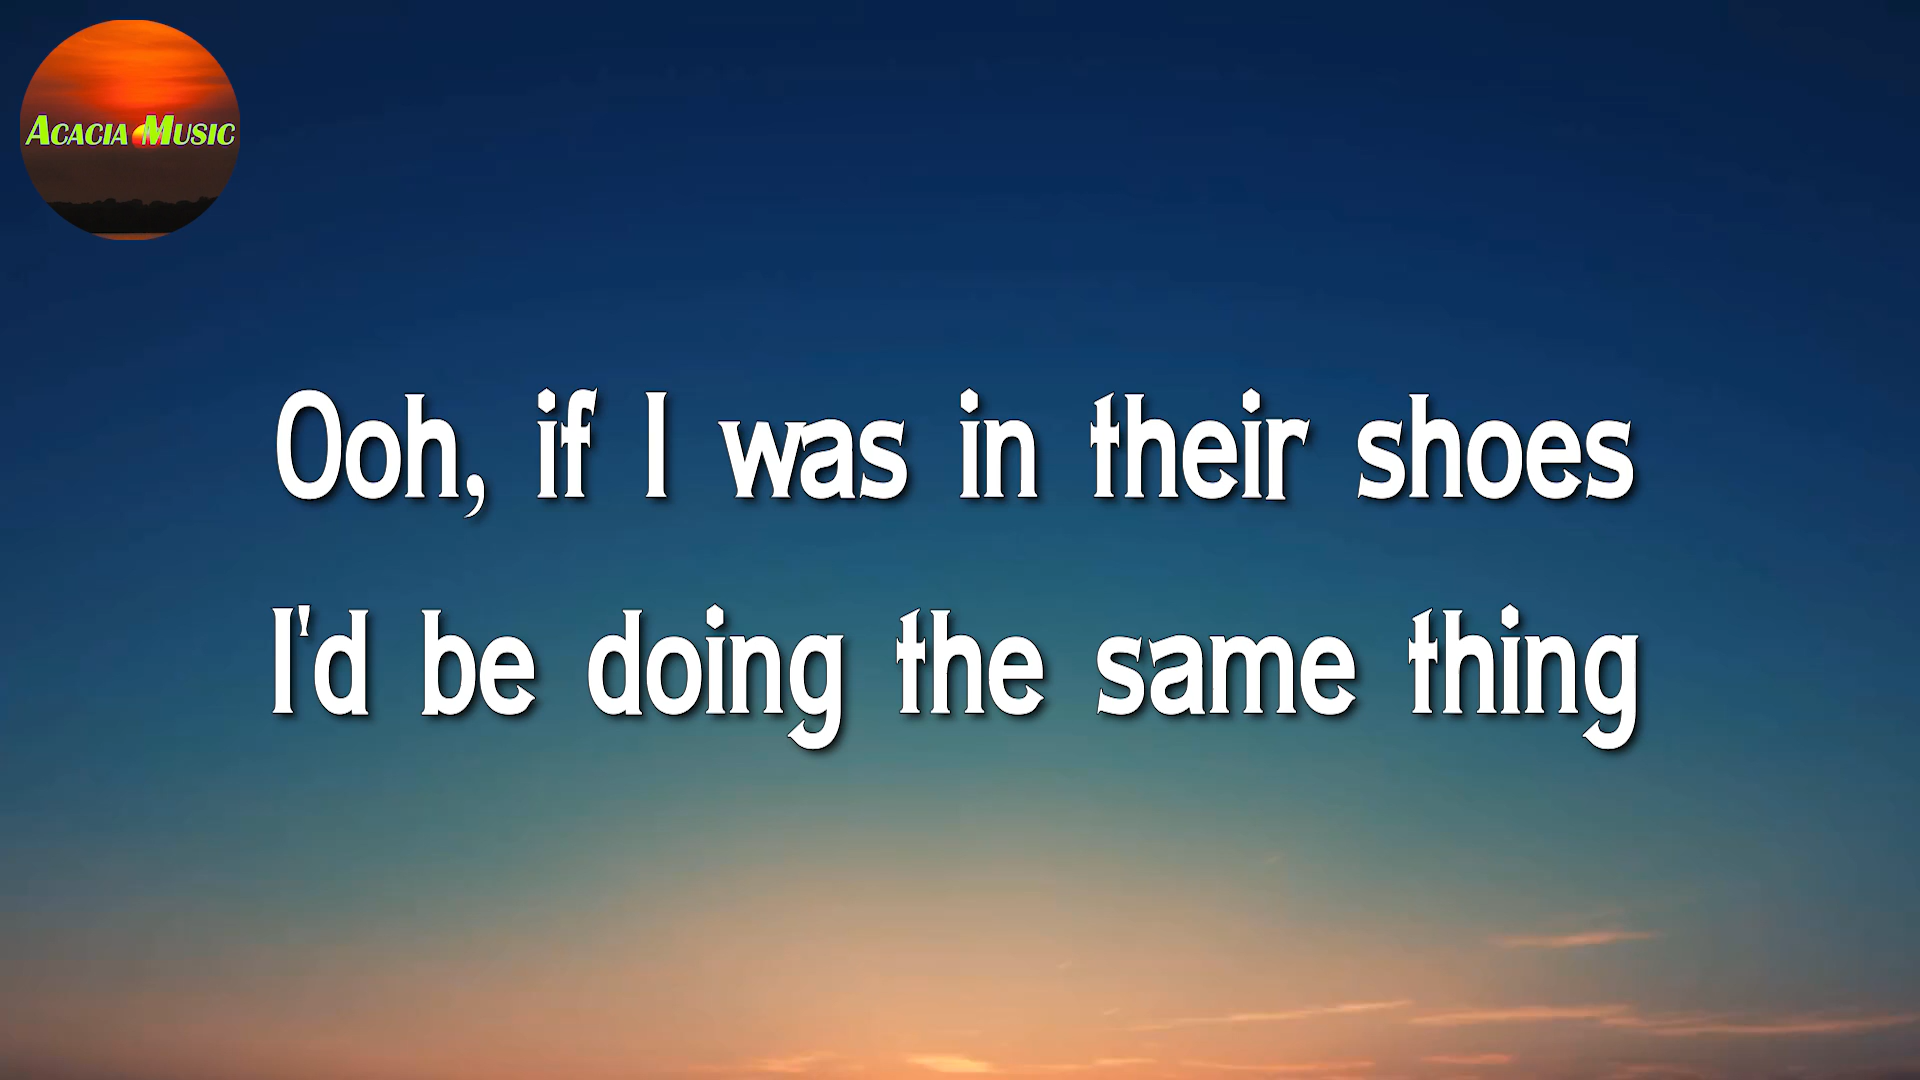 Acacia Music
Ooh, if I was in their shoes
I'd be doing the same thing